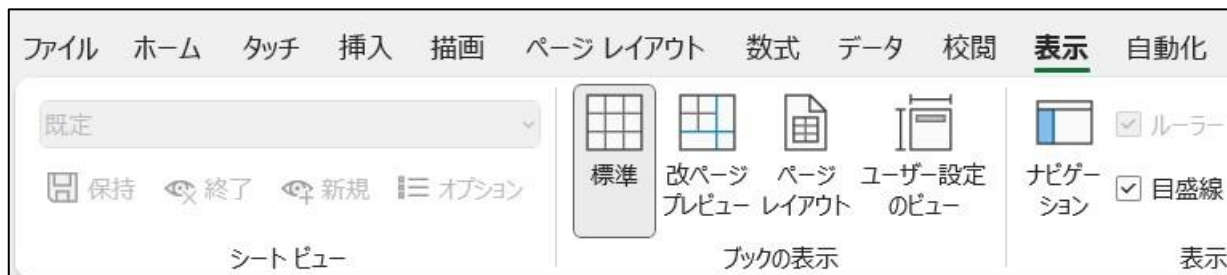 ファイル ホーム タッチ 挿入 描画 ページ レイアウト 数式 データ 校閲 表示 自動化
既定
保持 終了 新規 オプション
シート ビュー
標準
改ページ
プレビュー
ページ
レイアウト
ユーザー設定
のビュー
ブックの表示
ナビゲー
ション
ルーラー
目盛線
表示